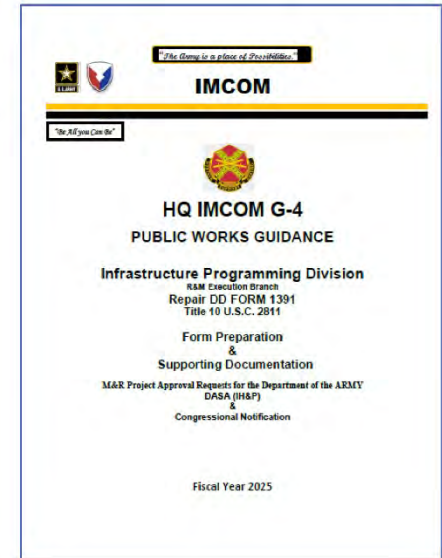 "The Army is a place of Possibilities."
U.S. ARMY
IMCOM
"Be All you Can Be"
HQ IMCOM G-4
PUBLIC WORKS GUIDANCE
Infrastructure Programming Division
R&M Execution Branch
Repair DD FORM 1391
Title 10 U.S.C. 2811
Form Preparation
&
Supporting Documentation
M&R Project Approval Requests for the Department of the ARMY
DASA (IH&P)
&
Congressional Notification
Fiscal Year 2025